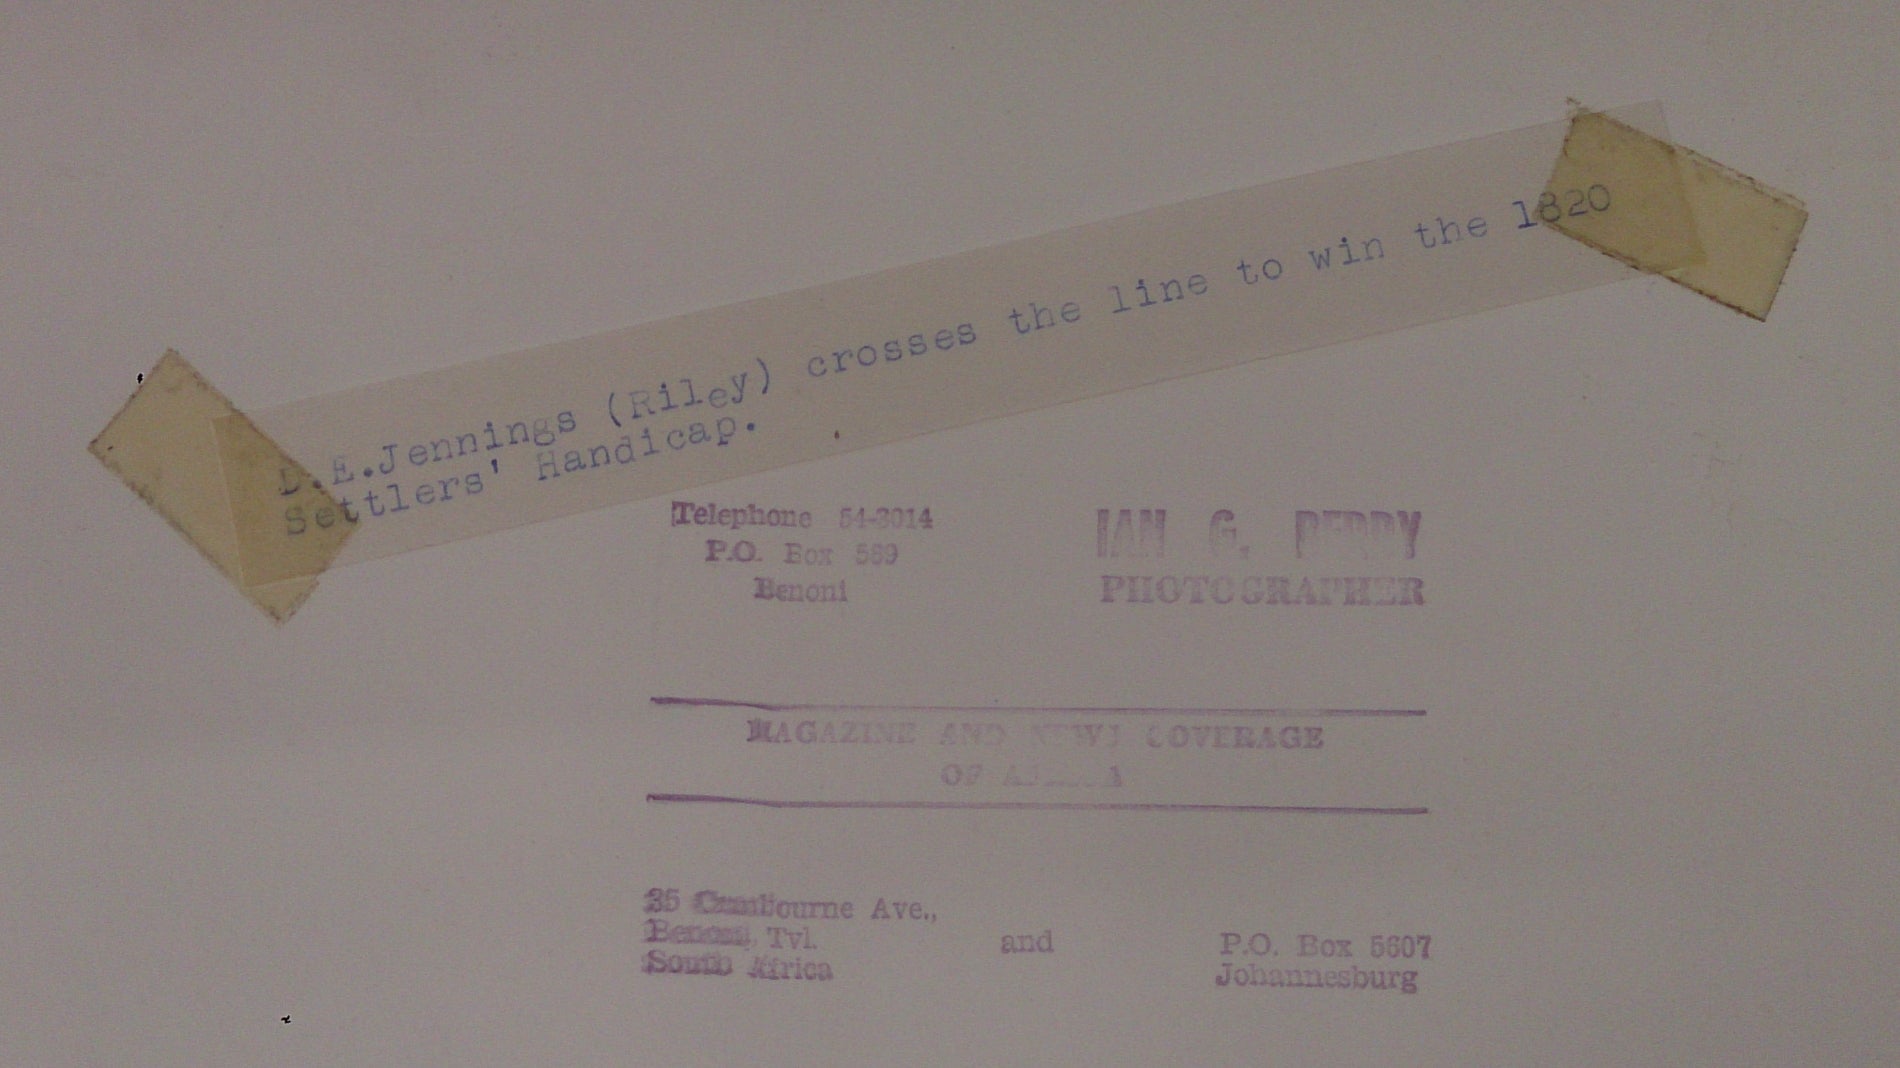 D.E.Jennings (Riley) crosses the line to win the 1820
Settlers' Handicap.
Telephone 54-3014
P.O. Box 589
Benoni
IAN G. PERRY
PHOTOGRAPHER
MAGAZINE AND NEWS COVERAGE
OF
35 Ave.,
Benoni, Tvl.
South Africa
and
P.O. Box 5607
Johannesburg